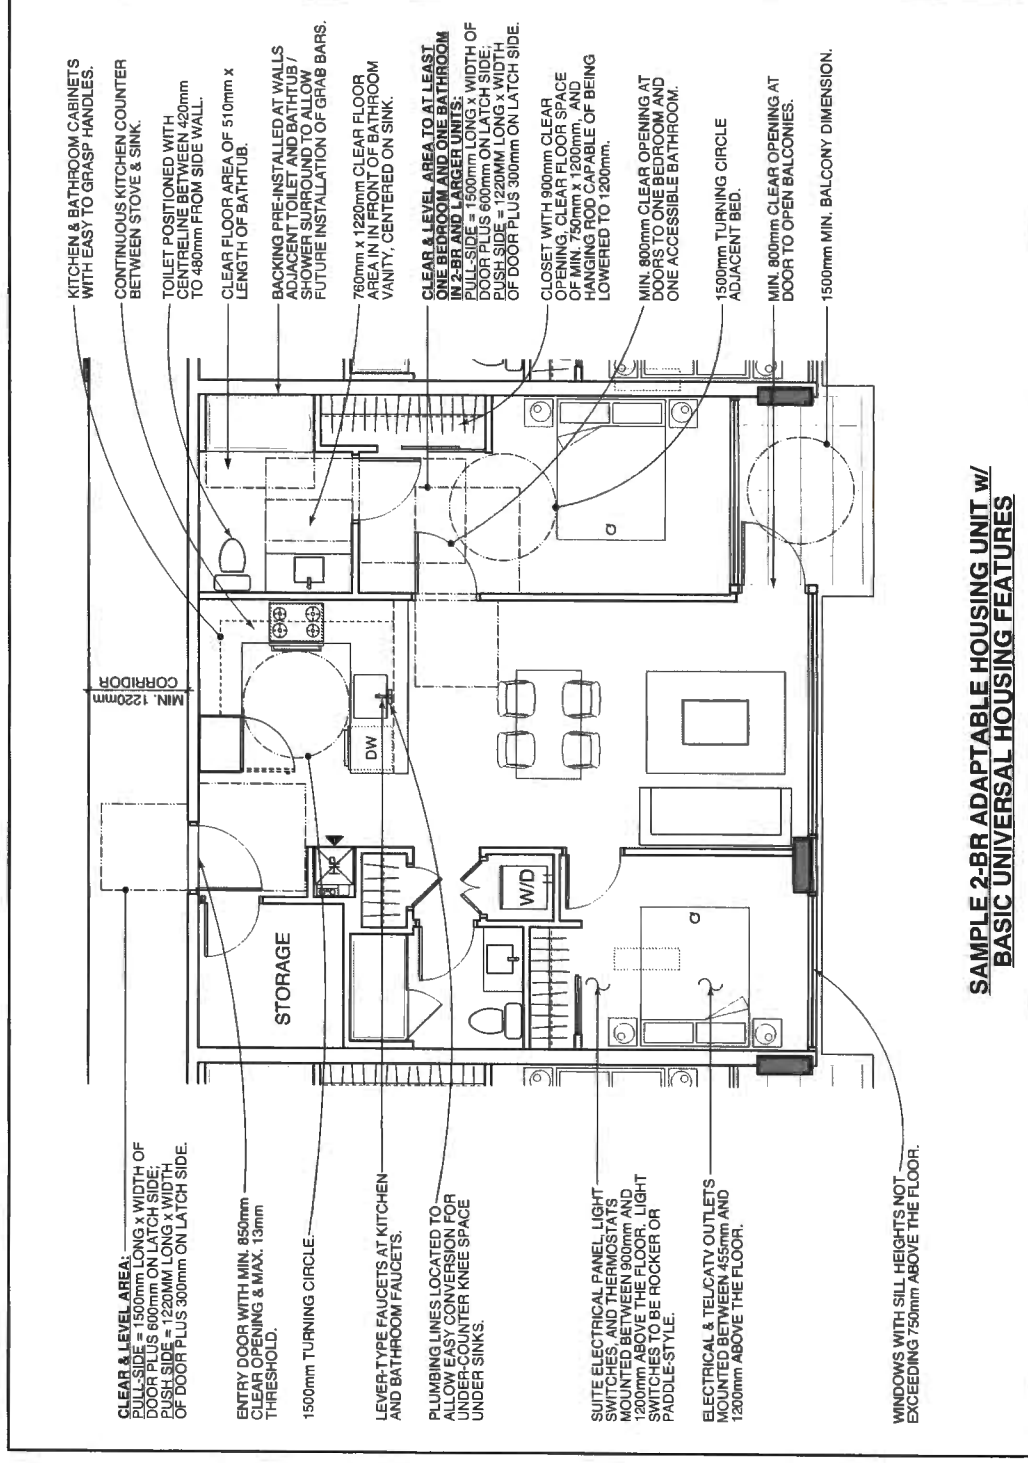 KITCHEN & BATHROOM CABINETS
WITH EASY TO GRASP HANDLES.
CONTINUOUS KITCHEN COUNTER
BETWEEN STOVE & SINK.
TOILET POSITIONED WITH
CENTRELINE BETWEEN 420mm
TO 480mm FROM SIDE WALL.
CLEAR FLOOR AREA OF 510mm x
LENGTH OF BATHTUB.
BACKING PRE-INSTALLED AT WALLS
ADJACENT TOILET AND BATHTUB /
SHOWER SURROUND TO ALLOW
FUTURE INSTALLATION OF GRAB BARS.
760mm x 1220mm CLEAR FLOOR
AREA IN IN FRONT OF BATHROOM
VANITY, CENTERED ON SINK.
CLEAR & LEVEL AREA TO AT LEAST
ONE BEDROOM AND ONE BATHROOM
IN 2-BR AND LARGER UNITS:
PULL-SIDE = 1500mm LONG x WIDTH OF
DOOR PLUS 600mm ON LATCH SIDE;
PUSH SIDE = 1220MM LONG x WIDTH
OF DOOR PLUS 300mm ON LATCH SIDE.
CLOSET WITH 900mm CLEAR
OPENING, CLEAR FLOOR SPACE
OF MIN. 750mm x 1200mm, AND
HANGING ROD CAPABLE OF BEING
LOWERED TO 1200mm.
MIN. 800mm CLEAR OPENING AT
DOORS TO ONE BEDROOM AND
ONE ACCESSIBLE BATHROOM.
1500mm TURNING CIRCLE
ADJACENT BED.
MIN. 800mm CLEAR OPENING AT
DOOR TO OPEN BALCONIES.
1500mm MIN. BALCONY DIMENSION.
MIN. 1220mm
CORRIDOR
DW
HP
W/D
STORAGE
CLEAR & LEVEL AREA:
PULL-SIDE = 1500mm LONG x WIDTH OF
DOOR PLUS 600mm ON LATCH SIDE;
PUSH SIDE = 1220MM LONG x WIDTH
OF DOOR PLUS 300mm ON LATCH SIDE.
ENTRY DOOR WITH MIN. 850mm
CLEAR OPENING & MAX. 13mm
THRESHOLD.
1500mm TURNING CIRCLE.
LEVER-TYPE FAUCETS AT KITCHEN
AND BATHROOM FAUCETS.
PLUMBING LINES LOCATED TO
ALLOW EASY CONVERSION FOR
UNDER-COUNTER KNEE SPACE
UNDER SINKS.
SUITE ELECTRICAL PANEL, LIGHT
SWITCHES, AND THERMOSTATS
MOUNTED BETWEEN 900mm AND
1200mm ABOVE THE FLOOR. LIGHT
SWITCHES TO BE ROCKER OR
PADDLE-STYLE.
ELECTRICAL & TEL/CATV OUTLETS
MOUNTED BETWEEN 455mm AND
1200mm ABOVE THE FLOOR.
WINDOWS WITH SILL HEIGHTS NOT
EXCEEDING 750mm ABOVE THE FLOOR.
SAMPLE 2-BR ADAPTABLE HOUSING UNIT w/
BASIC UNIVERSAL HOUSING FEATURES